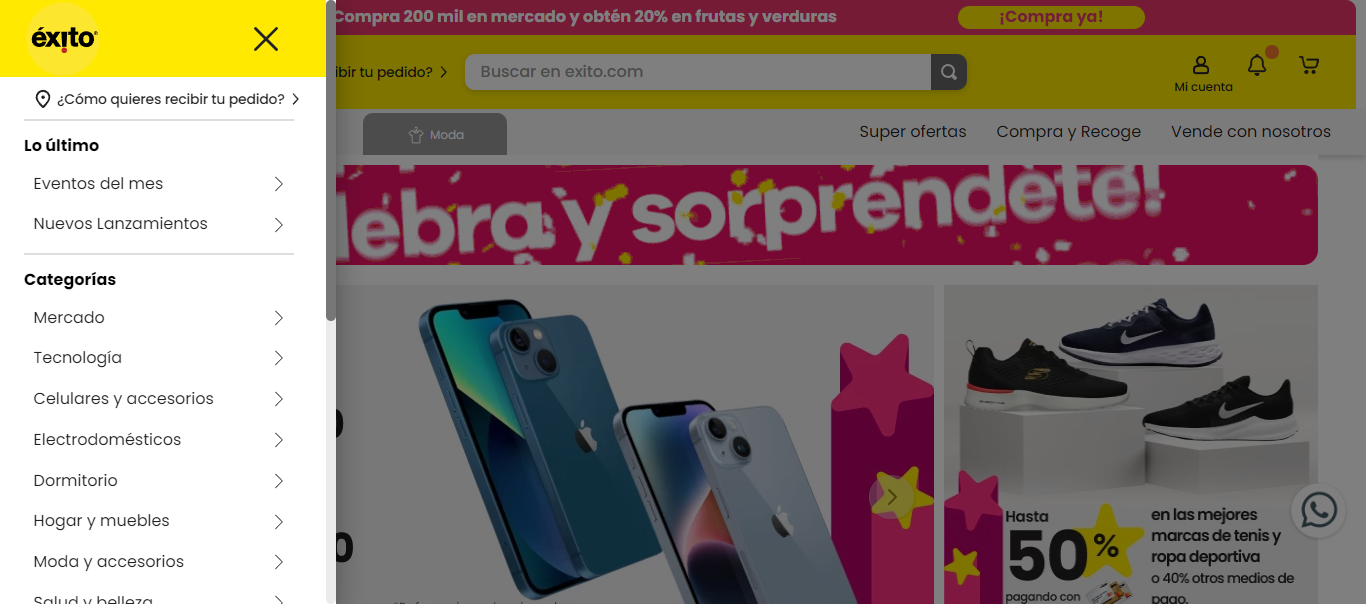 éxito
¿Cómo quieres recibir tu pedido?
Lo último
Eventos del mes
Nuevos Lanzamientos
Categorías
Mercado
Tecnología
Celulares y accesorios
Electrodomésticos
Dormitorio
Hogar y muebles
Moda y accesorios
Salud y belleza
Compra 200 mil en mercado y obtén 20% en frutas y verduras
¡Compra ya!
ibir tu pedido?
Buscar en exito.com
Mi cuenta
Moda
Super ofertas
Compra y Recoge
Vende con nosotros
lebra y sorpréndete!
0
0
Hasta
50%
en las mejores
marcas de tenis y
ropa deportiva
o 40% otros medios de
pago.
pagando con